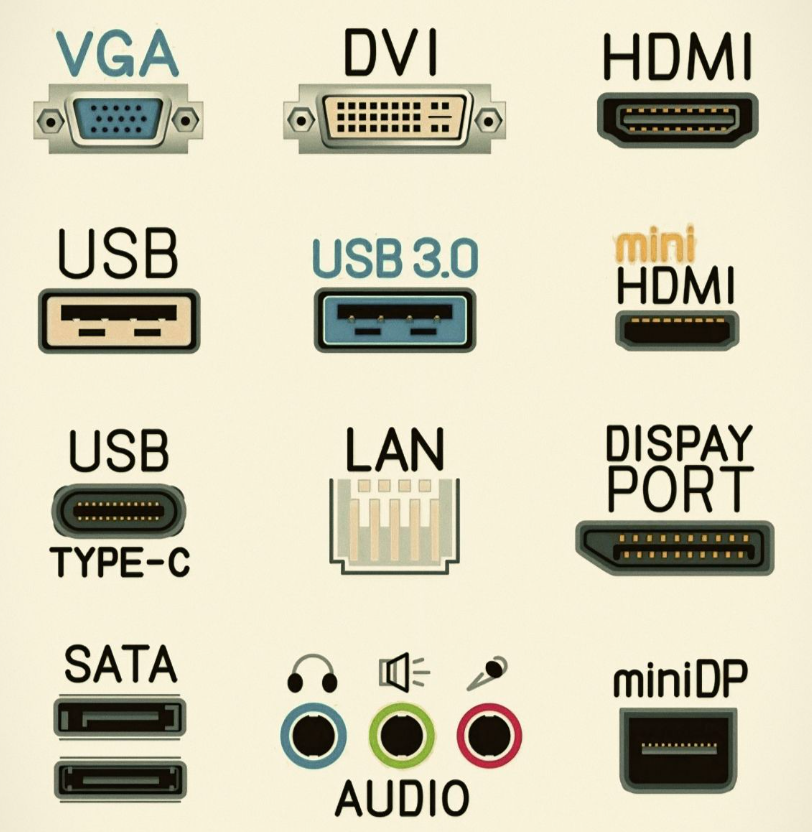 VGA
DVI
HDMI
USB
USB 3.0
mini
HDMI
USB
TYPE-C
LAN
DISPAY
PORT
SATA
AUDIO
miniDP